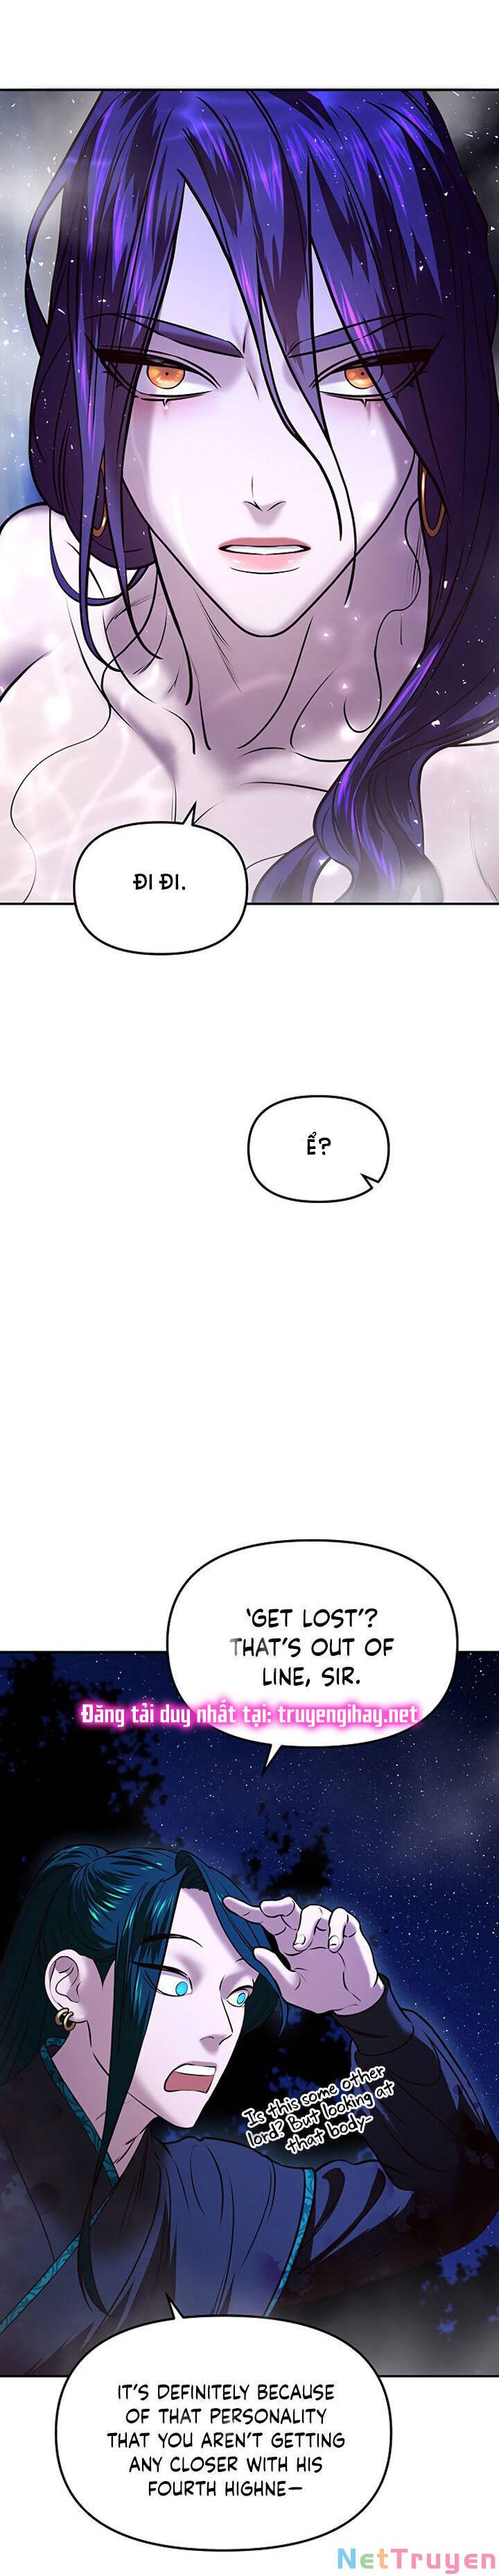 ĐI ĐI.
Ể?
'GET LOST'?
THAT'S OUT OF
LINE, SIR.
Đăng tải duy nhất tại: truyengihay.net
Is this some other
lord? But looking at
that body-
IT'S DEFINITELY BECAUSE
OF THAT PERSONALITY
THAT YOU AREN'T GETTING
ANY CLOSER WITH HIS
FOURTH HIGHNE—
NetTruyen